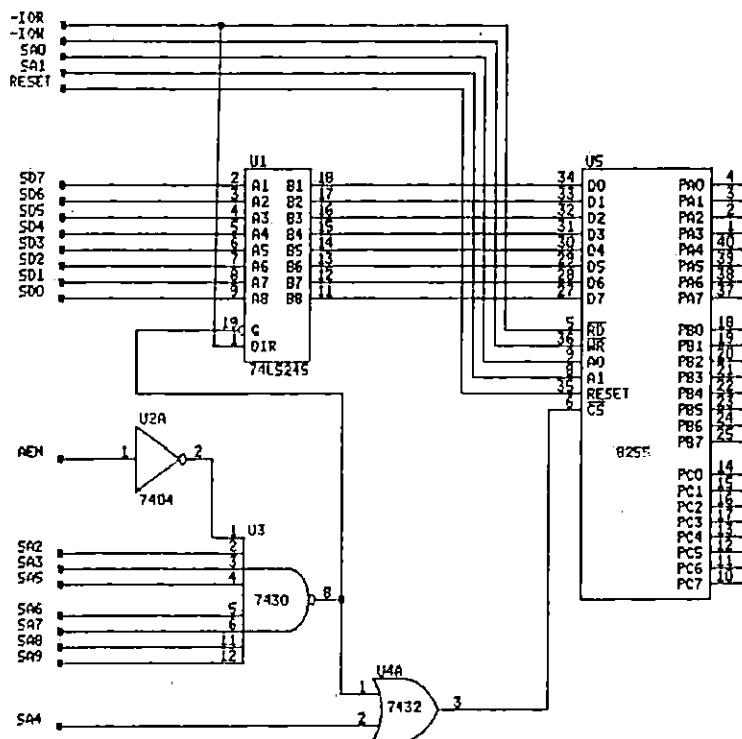 -IOR
-IOW
SA0
SA1
RESET
U1
U5
SD7 2 A1 B1 18 34 D0 PA0 4
SD6 3 A2 B2 17 33 D1 PA1 3
SD5 4 A3 B3 16 32 D2 PA2 2
SD4 5 A4 B4 15 31 D3 PA3 1
SD3 6 A5 B5 14 30 D4 PA4 40
SD2 7 A6 B6 13 29 D5 PA5 39
SD1 8 A7 B7 12 28 D6 PA6 38
SD0 9 A8 B8 11 27 D7 PA7 37
19 G 5 RD PB0 18
1 DIR 36 WR PB1 19
74LS245 9 A0 PB2 20
8 A1 PB3 21
35 RESET PB4 22
6 CS PB5 23
PB6 24
PB7 25
8255
U2A
AEN 1 2
7404
PC0 14
PC1 15
PC2 16
PC3 17
PC4 13
PC5 12
PC6 11
PC7 10
U3
1
SA2 2
SA3 3
SA5 4
7430 8
SA6 5
SA7 6
SA8 11
SA9 12
U4A
1 7432 3
SA4 2